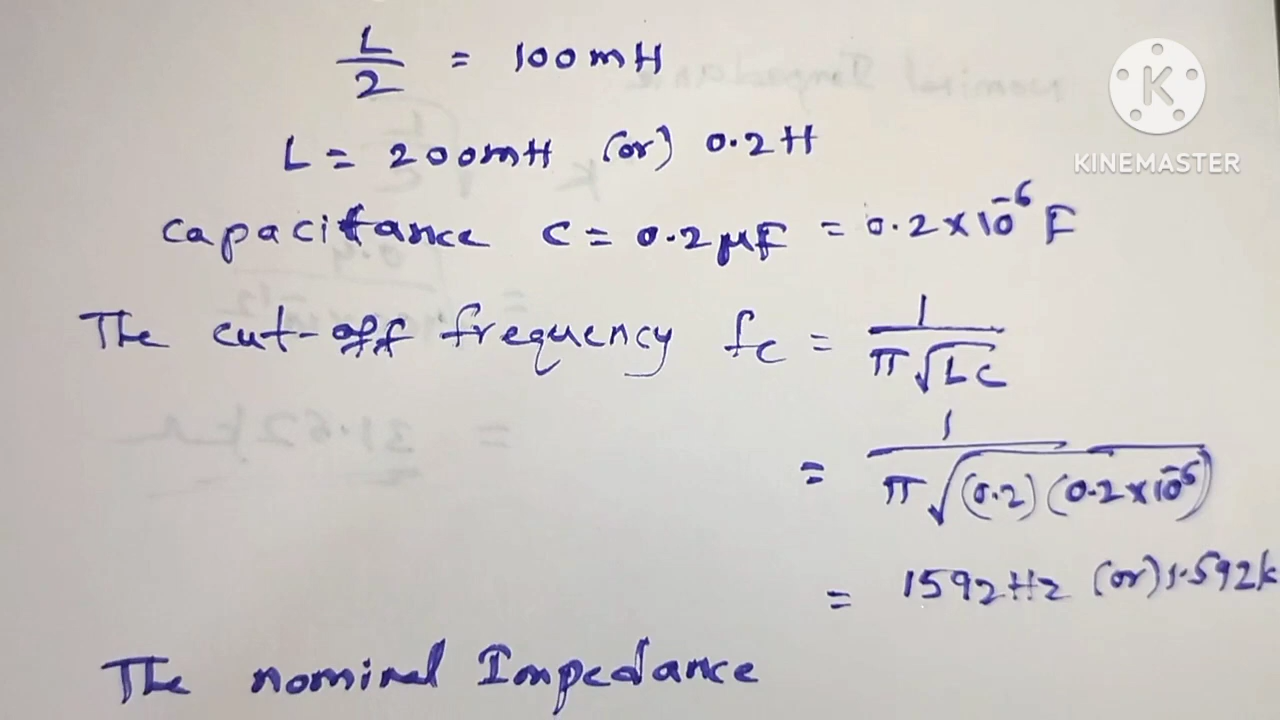 L/2 = 100mH
L = 200mH (or) 0.2H
capacitance C = 0.2μF = 0.2×10⁻⁶ F
The cut-off frequency fc = 1/π√LC
= 1/π√(0.2)(0.2×10⁻⁶)
= 1592Hz (or) 1.592k
The nominal Impedance
K
KINEMASTER